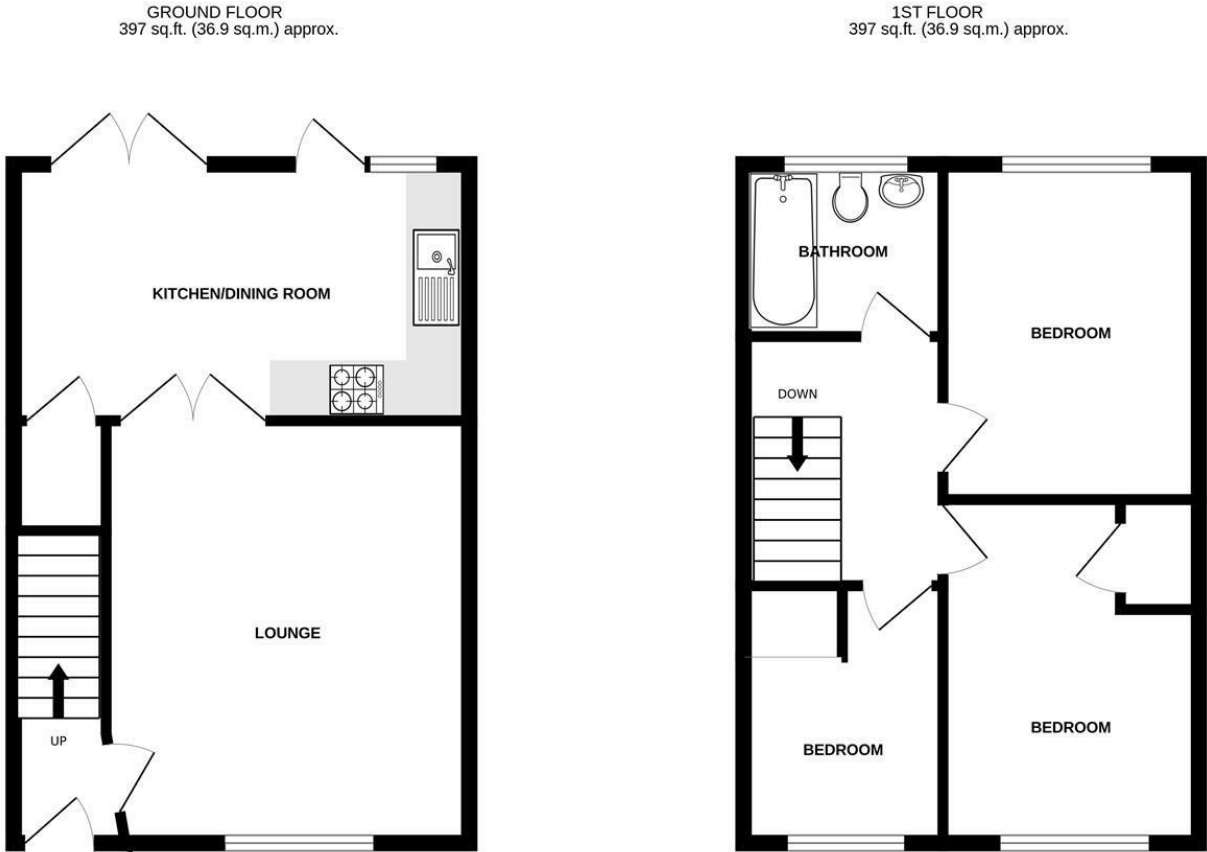 GROUND FLOOR
397 sq.ft. (36.9 sq.m.) approx.
KITCHEN/DINING ROOM
LOUNGE
UP
1ST FLOOR
397 sq.ft. (36.9 sq.m.) approx.
BATHROOM
BEDROOM
DOWN
BEDROOM
BEDROOM